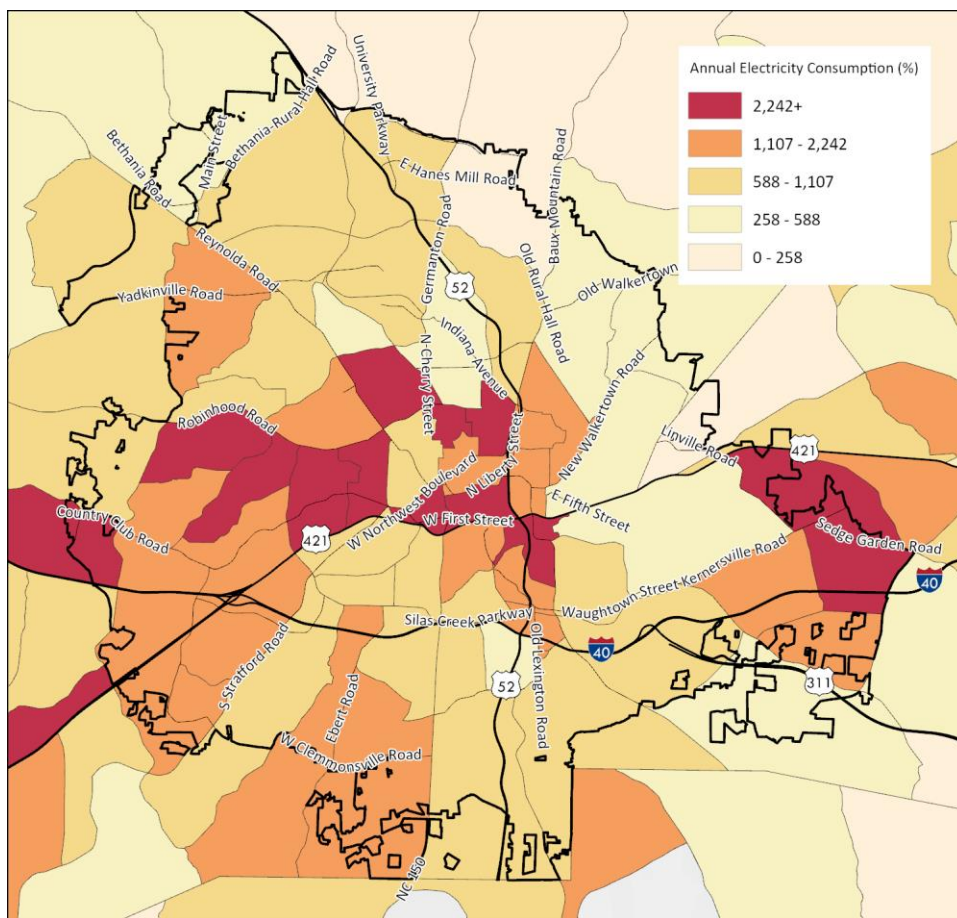 Annual Electricity Consumption (%)
2,242+
1,107 - 2,242
588 - 1,107
258 - 588
0 - 258
University Parkway
Bethania-Rural-Hall Road
Main Street
Bethania Road
E Hanes Mill Road
Baux-Mountain Road
Reynolda Road
Germanton Road
Old Rural Hall Road
Old Walkertown
Yadkinville Road
52
Indiana Avenue
N-Cherry Street
Robinhood Road
New Walkertown Road
Linville Road
421
N Liberty Street
W Northwest Boulevard
E Fifth Street
W First Street
Country Club Road
421
Sedge Garden Road
Waughtown Street Kernersville Road
40
Silas Creek Parkway
40
S Stratford Road
Ebert Road
Old Lexington Road
52
311
W Clemmonsville Road
NC 150